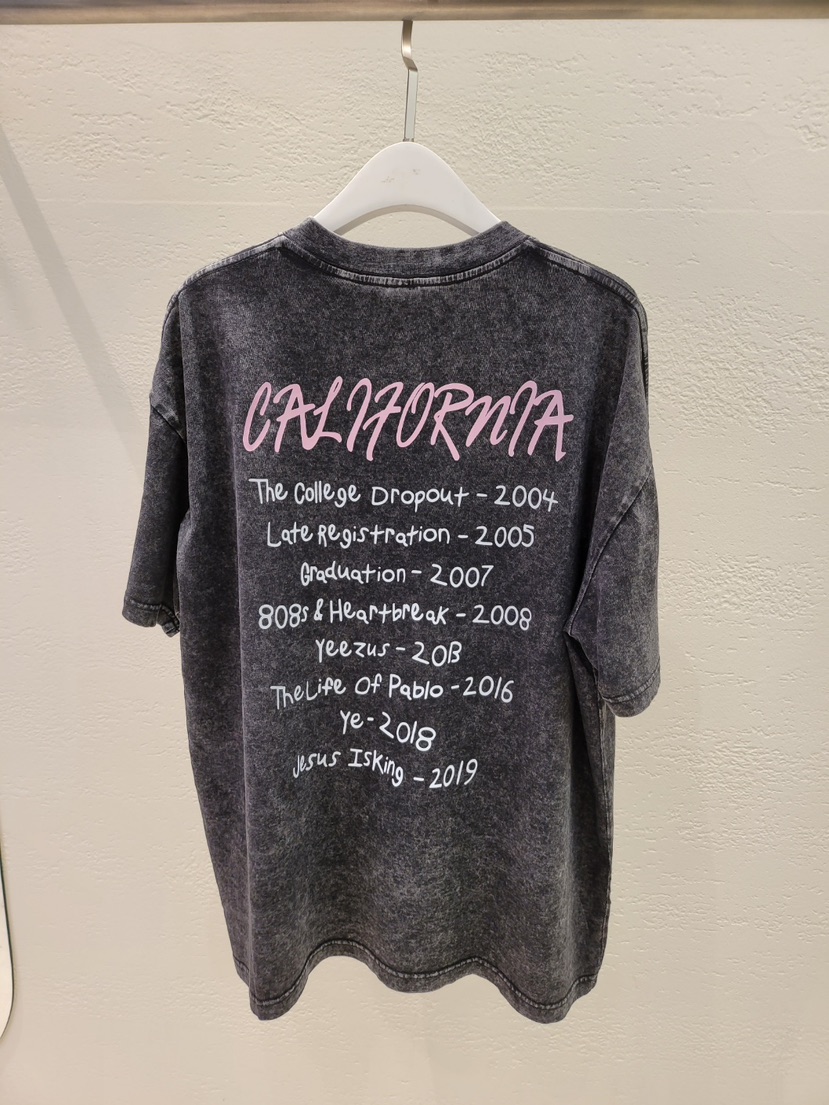 CALIFORNIA
The College Dropout - 2004
Late Registration - 2005
Graduation - 2007
808s & Heartbreak - 2008
Yeezus - 2013
The Life Of Pablo - 2016
Ye - 2018
Jesus IsKing - 2019